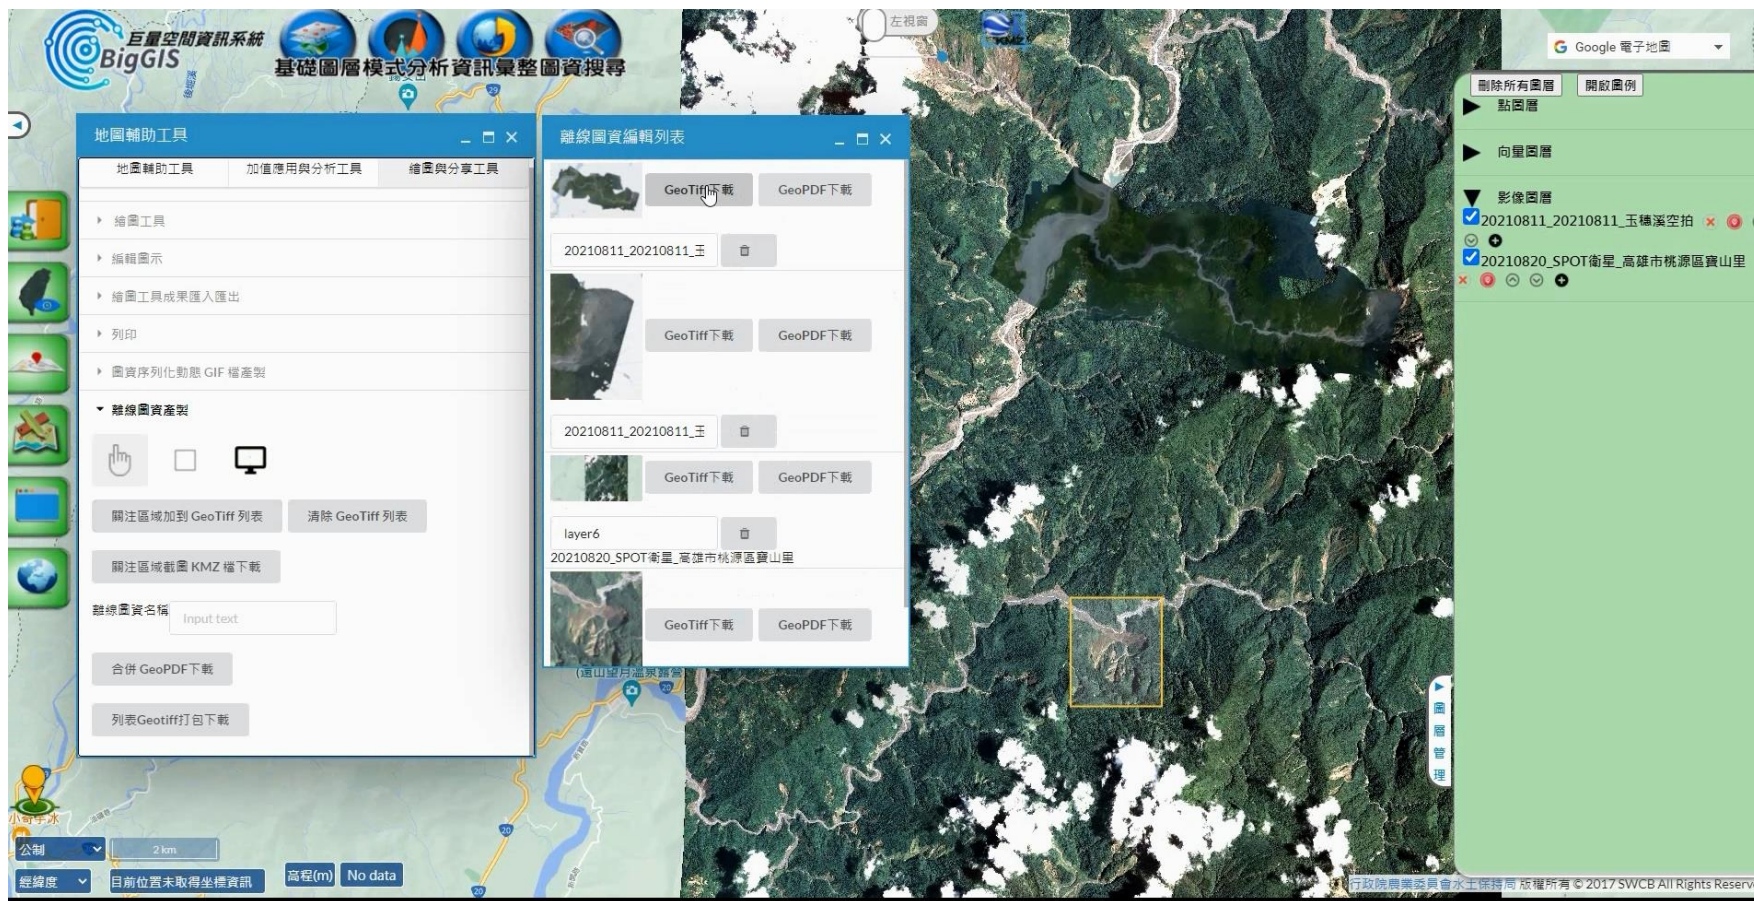 巨量空間資訊系統
BigGIS
基礎圖層模式分析資訊彙整圖資搜尋
左視窗
KMZ
Google 電子地圖
刪除所有圖層
開啟圖例
點圖層
向量圖層
影像圖層
20210811_20210811_玉穗溪空拍
20210820_SPOT衛星_高雄市桃源區寶山里
地圖輔助工具
地圖輔助工具
加值應用與分析工具
繪圖與分享工具
繪圖工具
編輯圖示
繪圖工具成果匯入匯出
列印
圖資序列化動態 GIF 檔產製
離線圖資產製
關注區域加到 GeoTiff 列表
清除 GeoTiff 列表
關注區域截圖 KMZ 檔下載
離線圖資名稱
Input text
合併 GeoPDF下載
列表Geotiff打包下載
離線圖資編輯列表
GeoTiff下載
GeoPDF下載
20210811_20210811_玉
GeoTiff下載
GeoPDF下載
20210811_20210811_玉
GeoTiff下載
GeoPDF下載
layer6
20210820_SPOT衛星_高雄市桃源區寶山里
GeoTiff下載
GeoPDF下載
圖層管理
29
20
20
20
公制
2 km
經緯度
目前位置未取得坐標資訊
高程(m)
No data
行政院農業委員會水土保持局 版權所有 © 2017 SWCB All Rights Reserv